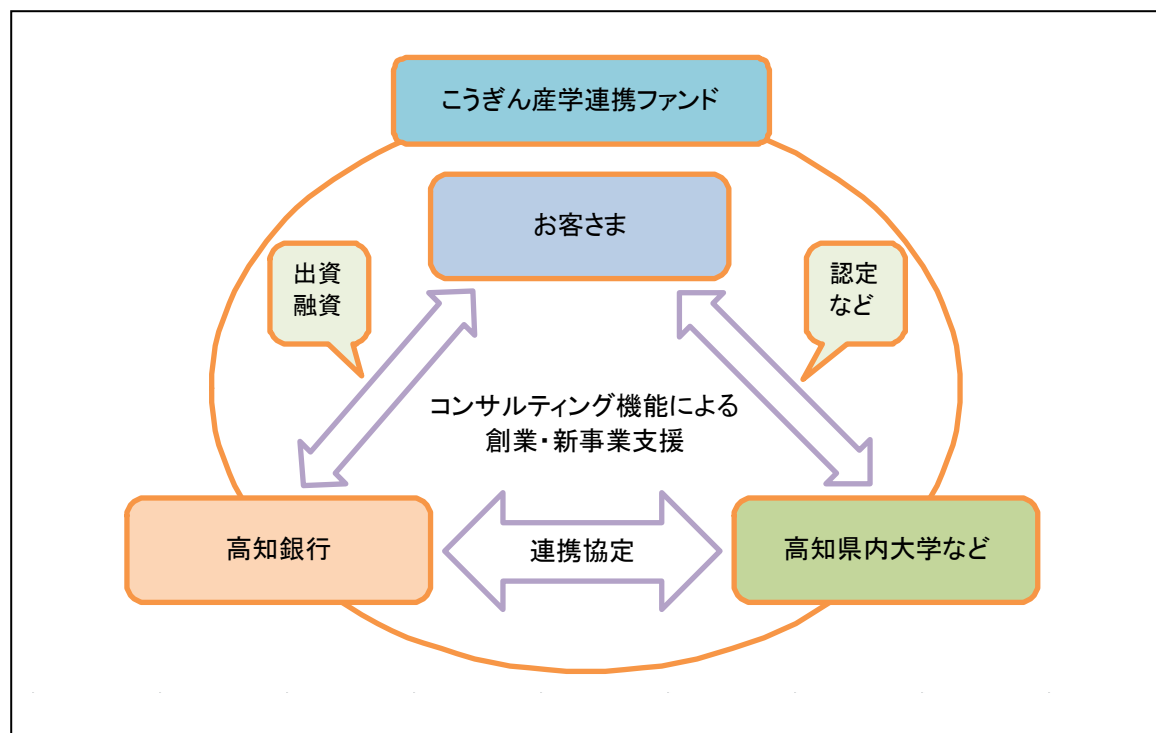 こうぎん産学連携ファンド
お客さま
出資
融資
認定
など
コンサルティング機能による
創業・新事業支援
高知銀行
連携協定
高知県内大学など